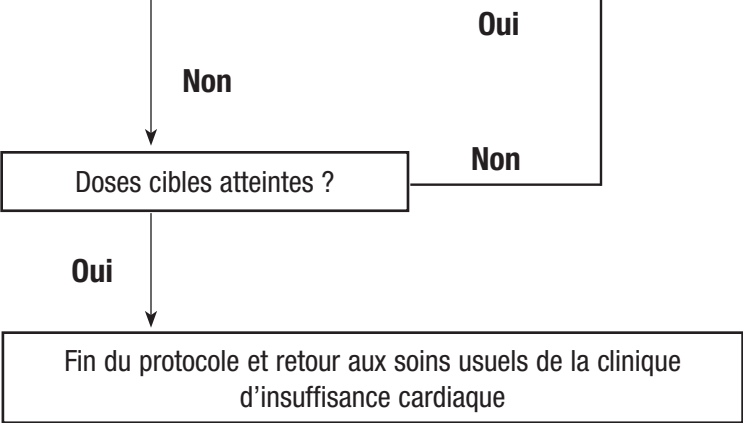 Oui
Non
Non
Doses cibles atteintes ?
Oui
Fin du protocole et retour aux soins usuels de la clinique
d’insuffisance cardiaque